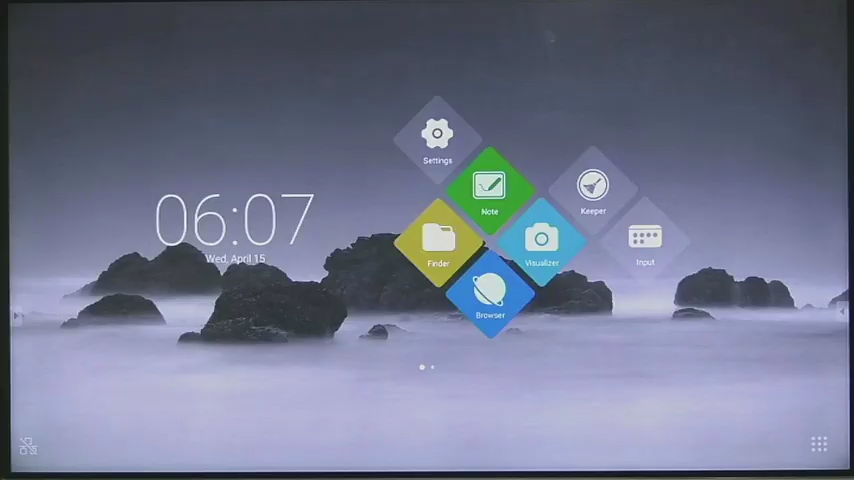 Settings
Note
Keeper
06:07
Wed, April 15
Finder
Visualizer
Input
Browser